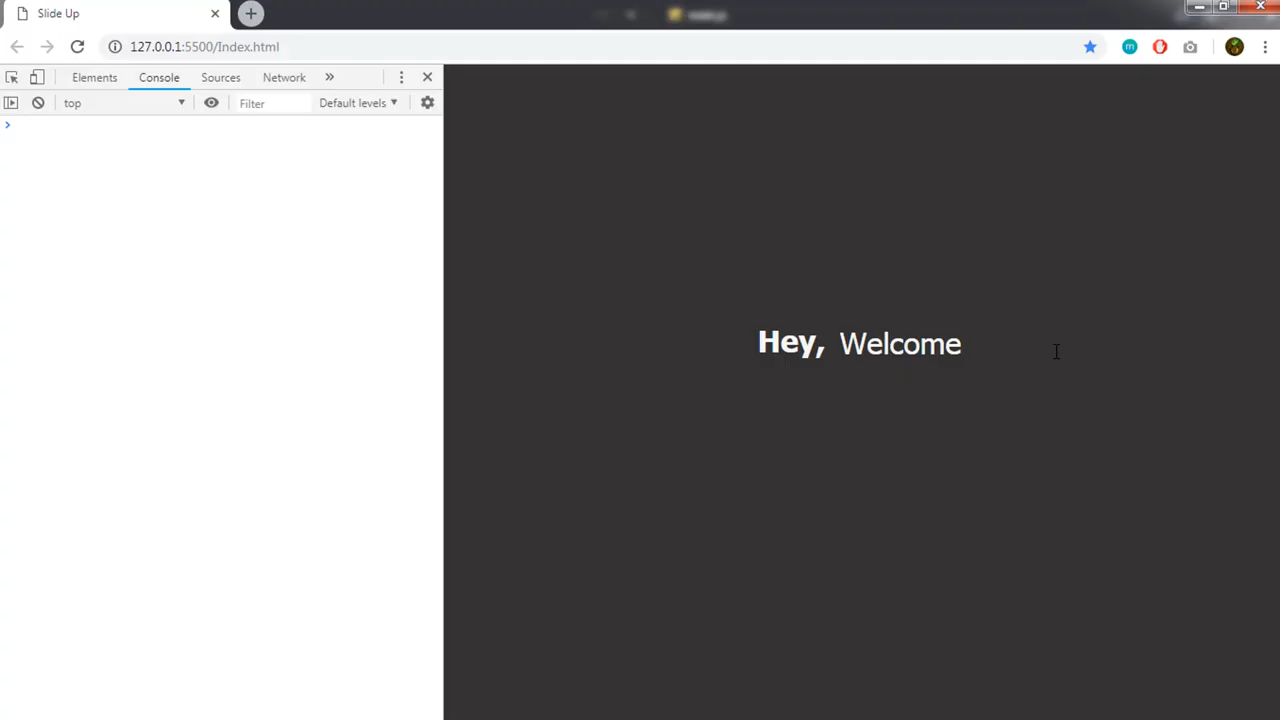 Slide Up
127.0.0.1:5500/Index.html
Elements Console Sources Network »
top Filter Default levels
Hey, Welcome